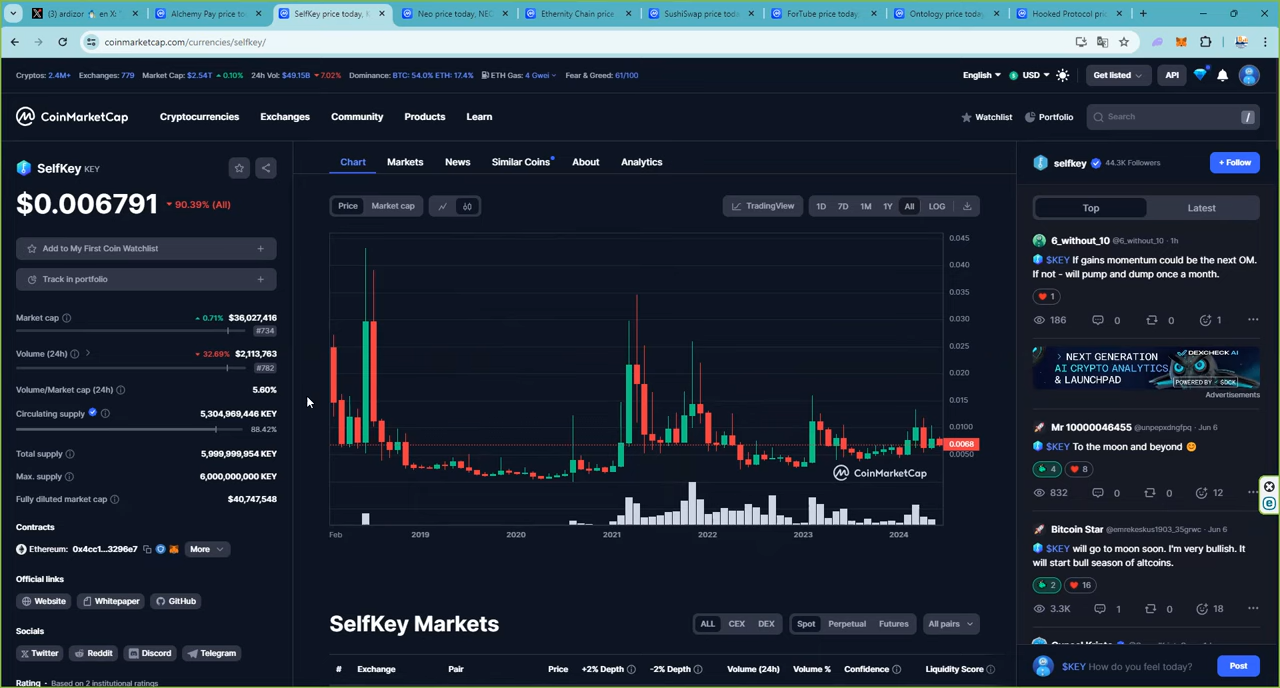 ardizor 🐧 en X: "
Alchemy Pay price to
SelfKey price today, K
Neo price today, NEO
Ethernity Chain price
SushiSwap price tod
ForTube price today,
Ontology price today
Hooked Protocol pri
coinmarketcap.com/currencies/selfkey/
Cryptos: 2.4M+ Exchanges: 779 Market Cap: $2.54T 0.10% 24h Vol: $49.15B 7.02% Dominance: BTC: 54.0% ETH: 17.4% ETH Gas: 4 Gwei Fear & Greed: 61/100
English USD Get listed API
CoinMarketCap Cryptocurrencies Exchanges Community Products Learn
Watchlist Portfolio Search /
SelfKey KEY
$0.006791 90.39% (All)
Add to My First Coin Watchlist +
Track in portfolio +
Market cap 0.71% $36,027,416
#734
Volume (24h) 32.69% $2,113,763
#782
Volume/Market cap (24h) 5.60%
Circulating supply 5,304,969,446 KEY
88.42%
Total supply 5,999,999,954 KEY
Max. supply 6,000,000,000 KEY
Fully diluted market cap $40,747,548
Contracts
Ethereum: 0x4cc1...3296e7 More
Official links
Website Whitepaper GitHub
Socials
Twitter Reddit Discord Telegram
Rating · Based on 2 institutional ratings
Chart Markets News Similar Coins About Analytics
Price Market cap
TradingView 1D 7D 1M 1Y All LOG
0.045
0.040
0.035
0.030
0.025
0.020
0.015
0.0100
0.0068
0.0050
CoinMarketCap
Feb 2019 2020 2021 2022 2023 2024
SelfKey Markets
ALL CEX DEX Spot Perpetual Futures All pairs
# Exchange Pair Price +2% Depth -2% Depth Volume (24h) Volume % Confidence Liquidity Score
selfkey 44.3K Followers + Follow
Top Latest
6_without_10 @6_without_10 · 1h
$KEY If gains momentum could be the next OM.
If not - will pump and dump once a month.
1
186 0 0 1
NEXT GENERATION
AI CRYPTO ANALYTICS
& LAUNCHPAD
DEXCHECK AI
POWERED BY $DCK
Advertisements
Mr 10000046455 @unpepxdngfpq · Jun 6
$KEY To the moon and beyond 😊
4 8
832 0 0 12
Bitcoin Star @emrekeskus1903_35grwc · Jun 6
$KEY will go to moon soon. I'm very bullish. It
will start bull season of altcoins.
2 16
3.3K 1 0 18
$KEY How do you feel today? Post